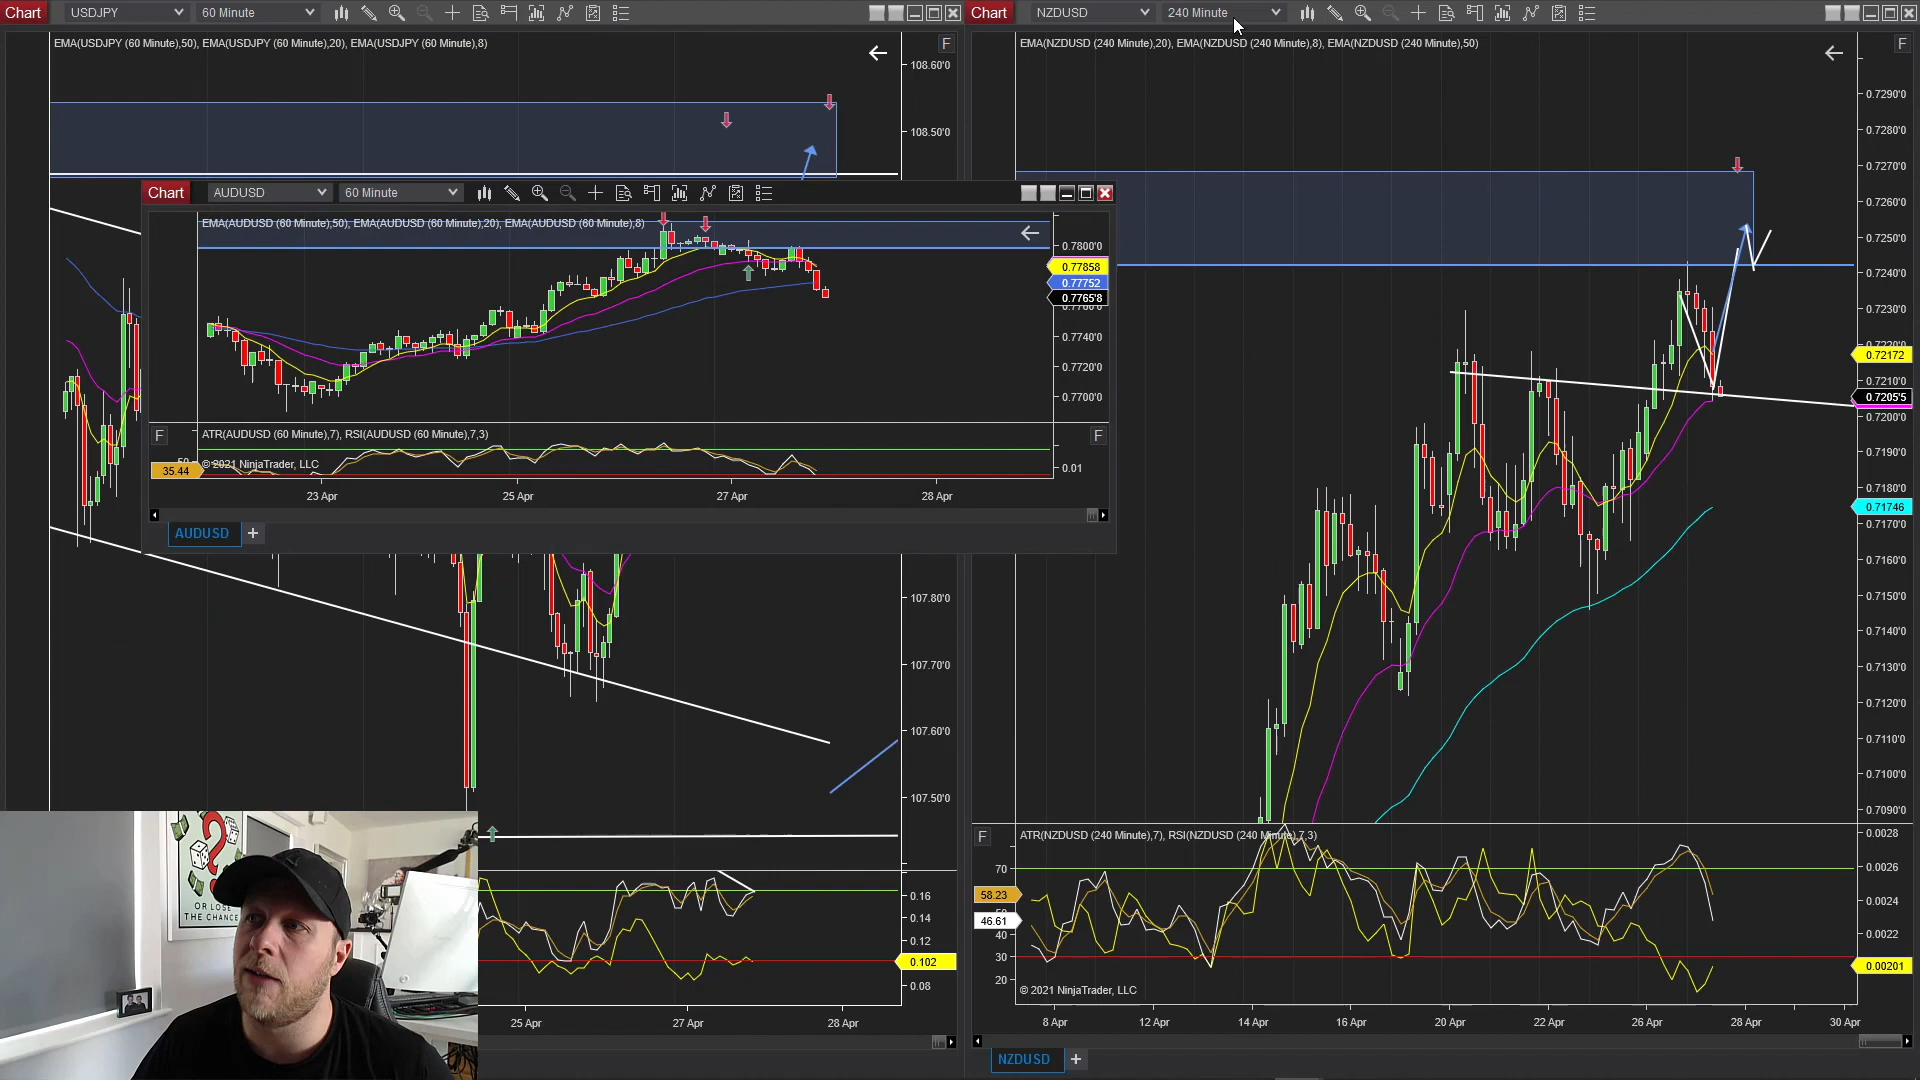 Chart USDJPY 60 Minute
Chart NZDUSD 240 Minute
EMA(USDJPY (60 Minute),50), EMA(USDJPY (60 Minute),20), EMA(USDJPY (60 Minute),8)
F
108.60'0
108.50'0
107.80'0
107.70'0
107.60'0
107.50'0
Chart AUDUSD 60 Minute
EMA(AUDUSD (60 Minute),50), EMA(AUDUSD (60 Minute),20), EMA(AUDUSD (60 Minute),8)
0.7800'0
0.77858
0.77752
0.7765'8
0.7740'0
0.7720'0
0.7700'0
F
ATR(AUDUSD (60 Minute),7), RSI(AUDUSD (60 Minute),7,3)
F
35.44
© 2021 NinjaTrader, LLC
0.01
23 Apr 25 Apr 27 Apr 28 Apr
AUDUSD +
OR LOSE
THE CHANCE
0.16
0.14
0.12
0.102
0.08
25 Apr 27 Apr 28 Apr
EMA(NZDUSD (240 Minute),20), EMA(NZDUSD (240 Minute),8), EMA(NZDUSD (240 Minute),50)
F
0.7290'0
0.7280'0
0.7270'0
0.7260'0
0.7250'0
0.7240'0
0.7230'0
0.72172
0.7210'0
0.7205'5
0.7200'0
0.7190'0
0.7180'0
0.71746
0.7170'0
0.7160'0
0.7150'0
0.7140'0
0.7130'0
0.7120'0
0.7110'0
0.7100'0
0.7090'0
F
ATR(NZDUSD (240 Minute),7), RSI(NZDUSD (240 Minute),7,3)
70
58.23
46.61
40
30
20
© 2021 NinjaTrader, LLC
0.0028
0.0026
0.0024
0.0022
0.00201
8 Apr 12 Apr 14 Apr 16 Apr 20 Apr 22 Apr 26 Apr 28 Apr 30 Apr
NZDUSD +